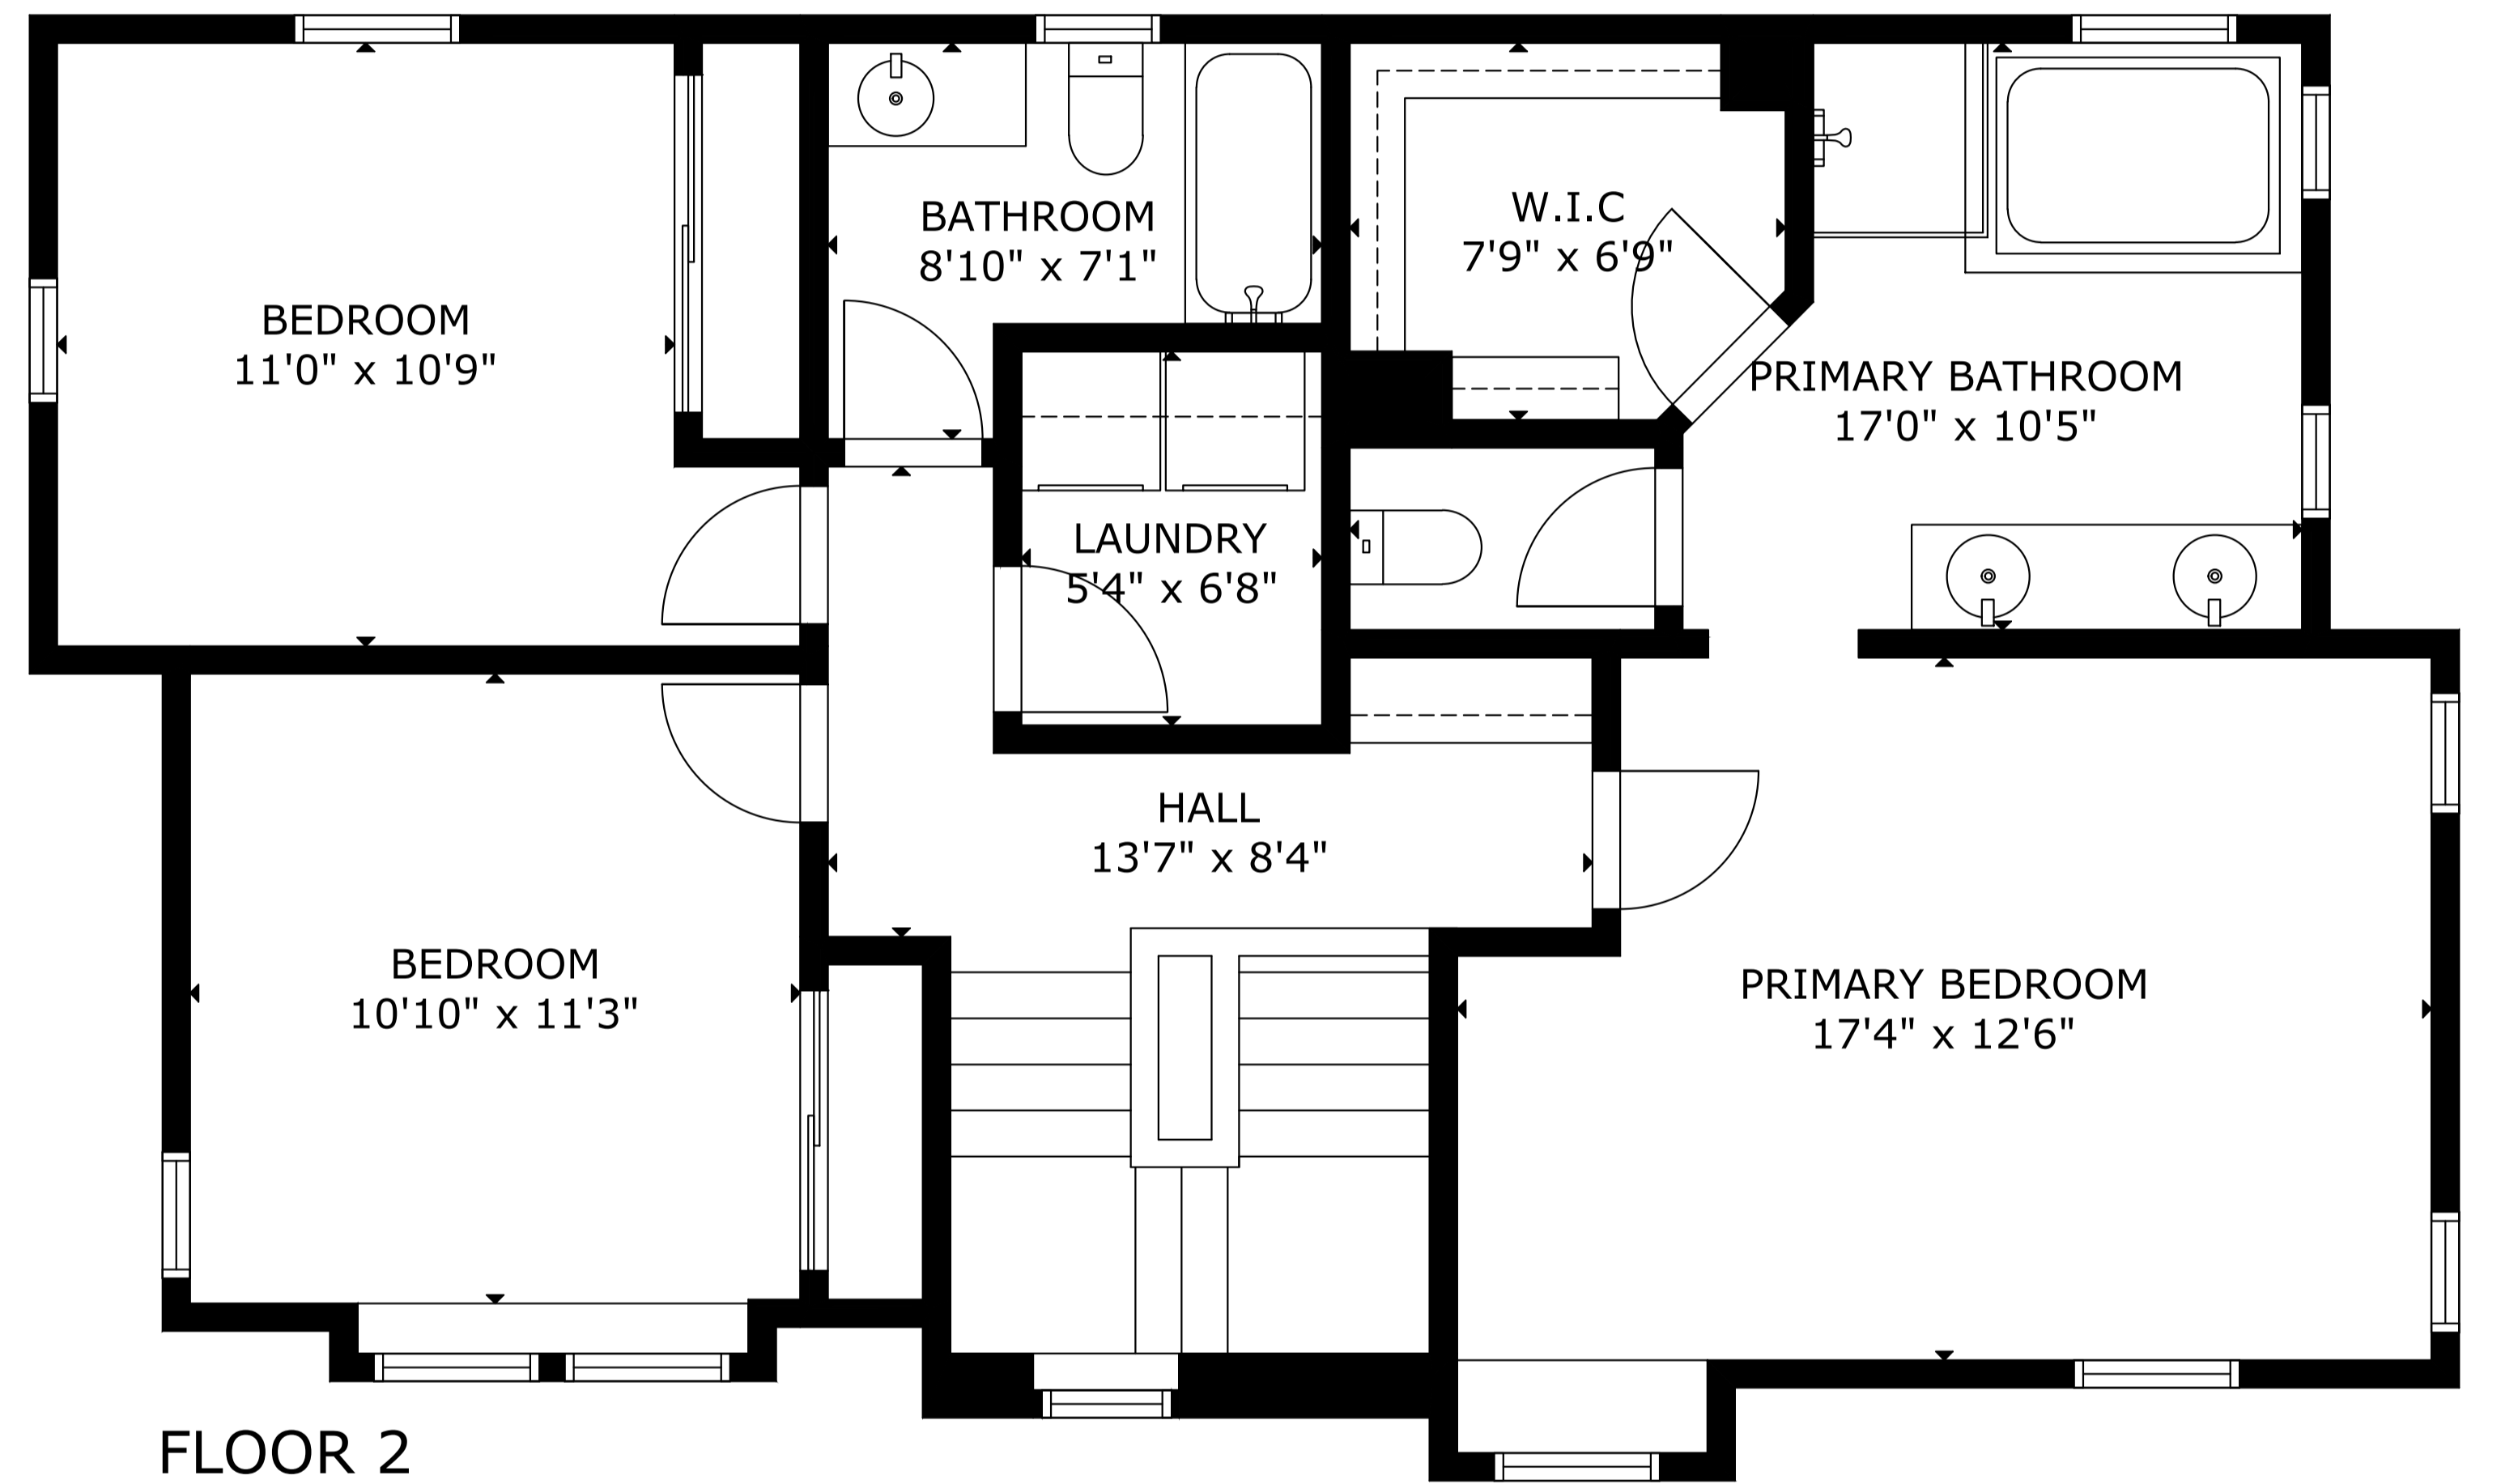 BATHROOM
8'10" x 7'1"
W.I.C
7'9" x 6'9"
BEDROOM
11'0" x 10'9"
PRIMARY BATHROOM
17'0" x 10'5"
LAUNDRY
5'4" x 6'8"
HALL
13'7" x 8'4"
BEDROOM
10'10" x 11'3"
PRIMARY BEDROOM
17'4" x 12'6"
FLOOR 2